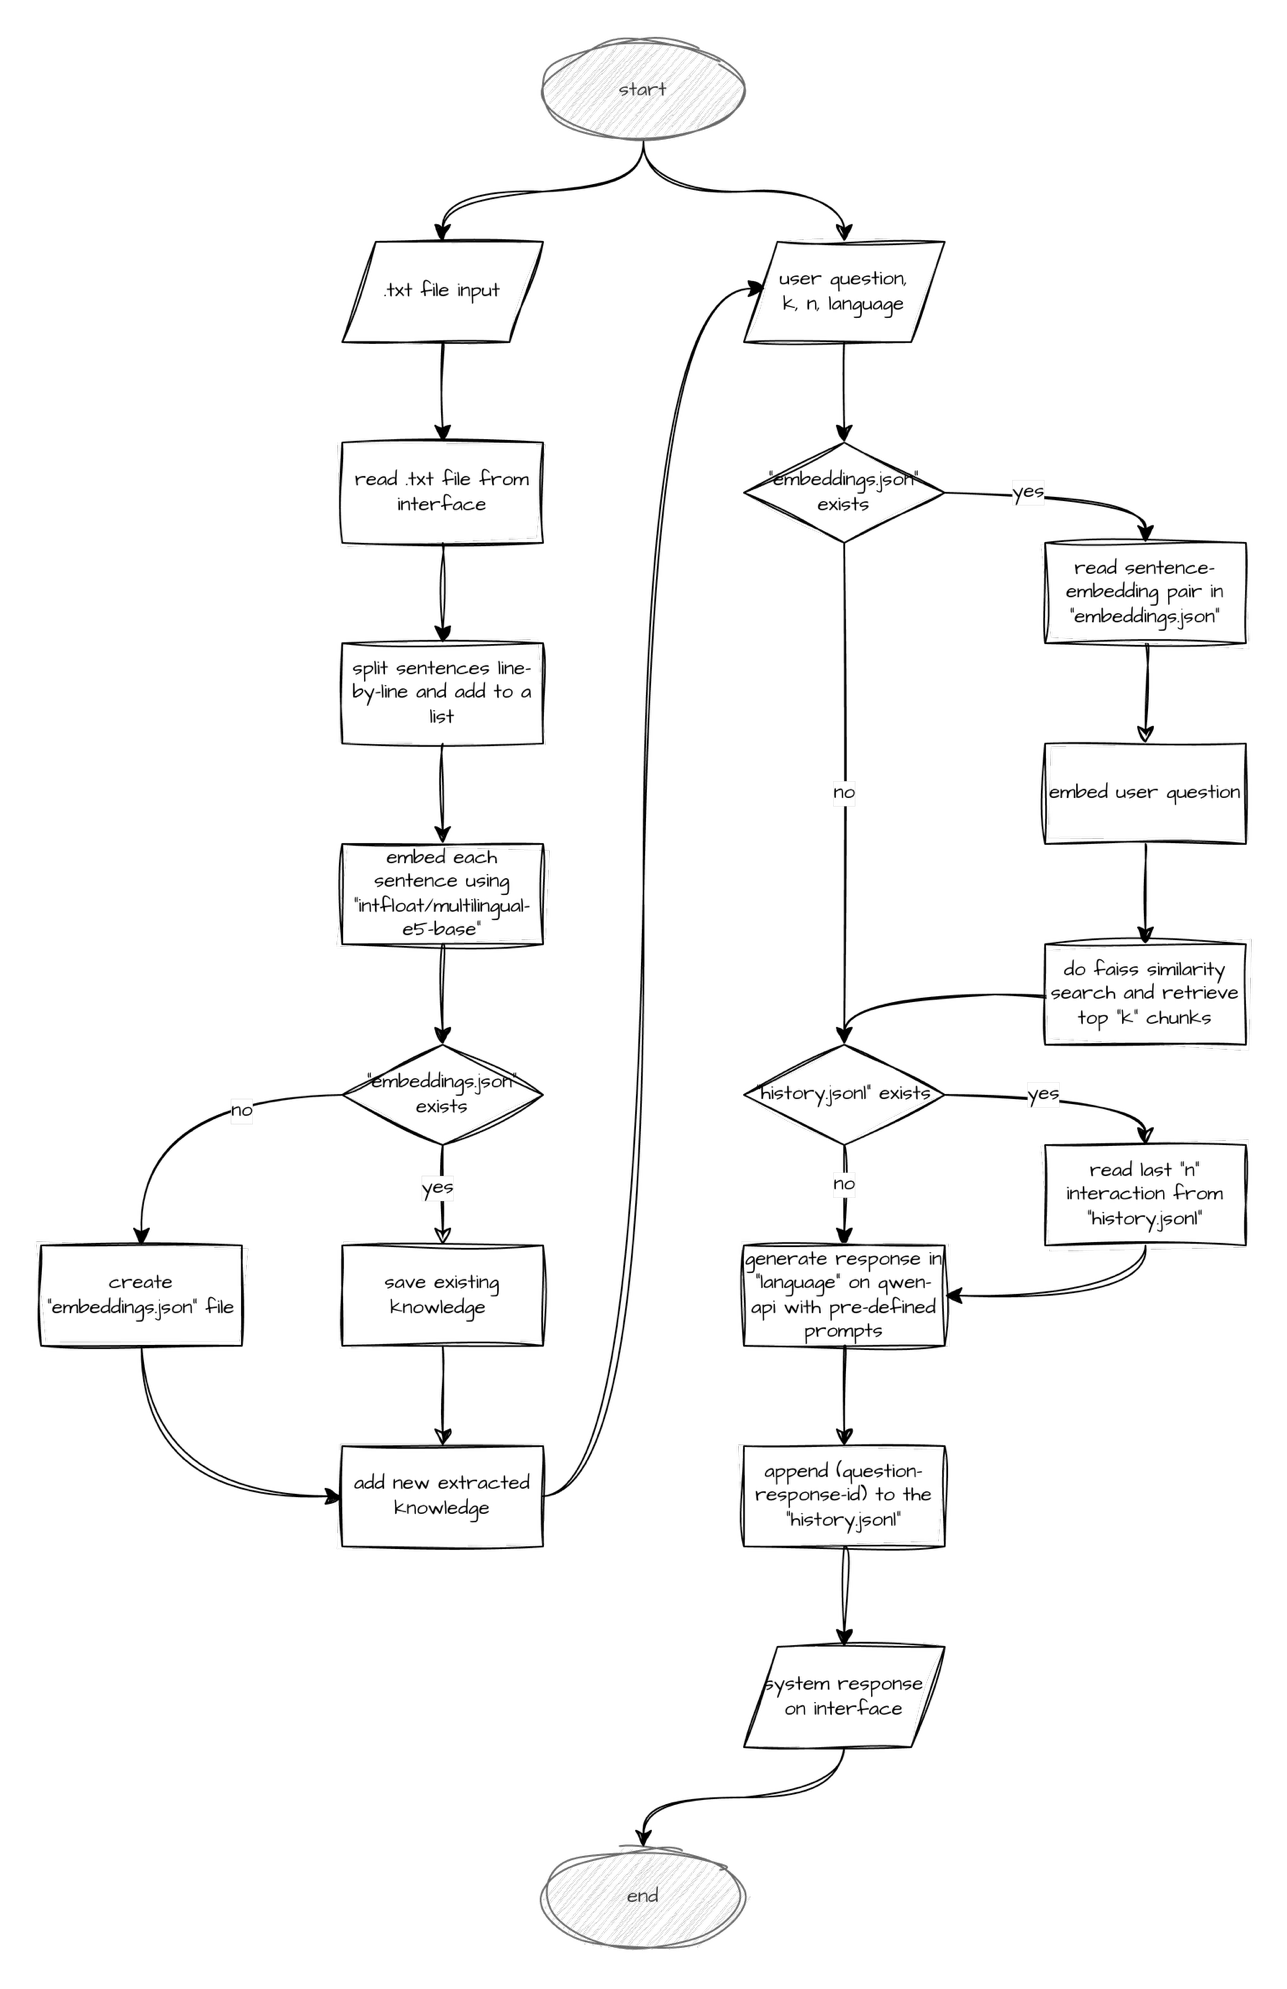 start
.txt file input
read .txt file from
interface
split sentences line-
by-line and add to a
list
embed each
sentence using
"intfloat/multilingual-
e5-base"
"embeddings.json"
exists
no
yes
create
"embeddings.json" file
save existing
knowledge
add new extracted
knowledge
user question,
k, n, language
"embeddings.json"
exists
yes
no
read sentence-
embedding pair in
"embeddings.json"
embed user question
do faiss similarity
search and retrieve
top "k" chunks
"history.jsonl" exists
yes
no
read last "n"
interaction from
"history.jsonl"
generate response in
"language" on qwen-
api with pre-defined
prompts
append (question-
response-id) to the
"history.jsonl"
system response
on interface
end